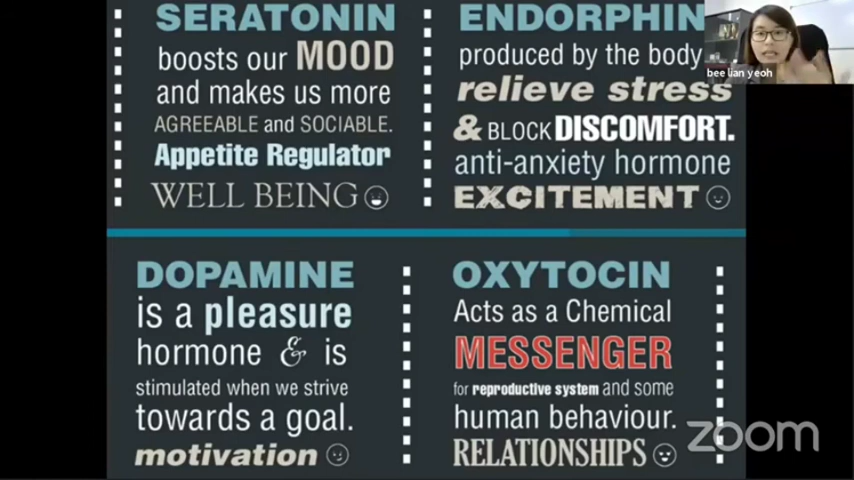 SERATONIN
boosts our MOOD
and makes us more
AGREEABLE and SOCIABLE.
Appetite Regulator
WELL BEING
ENDORPHIN
produced by the body
relieve stress
& BLOCK DISCOMFORT.
anti-anxiety hormone
EXCITEMENT
bee lian yeoh
DOPAMINE
is a pleasure
hormone & is
stimulated when we strive
towards a goal.
motivation
OXYTOCIN
Acts as a Chemical
MESSENGER
for reproductive system and some
human behaviour.
RELATIONSHIPS
zoom